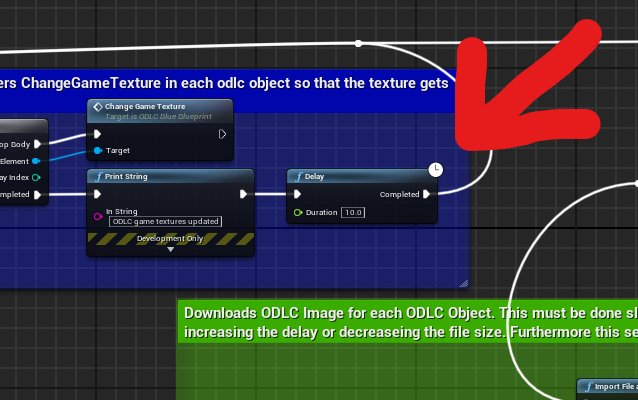 ers ChangeGameTexture in each odlc object so that the texture gets
Change Game Texture
Target is ODLC Blue Blueprint
op Body
Element
Target
ay Index
mpleted
Print String
In String
ODLC game textures updated
Development Only
Delay
Completed
Duration 10.0
Downloads ODLC Image for each ODLC Object. This must be done sl
increasing the delay or decreaseing the file size. Furthermore this se
Import File a